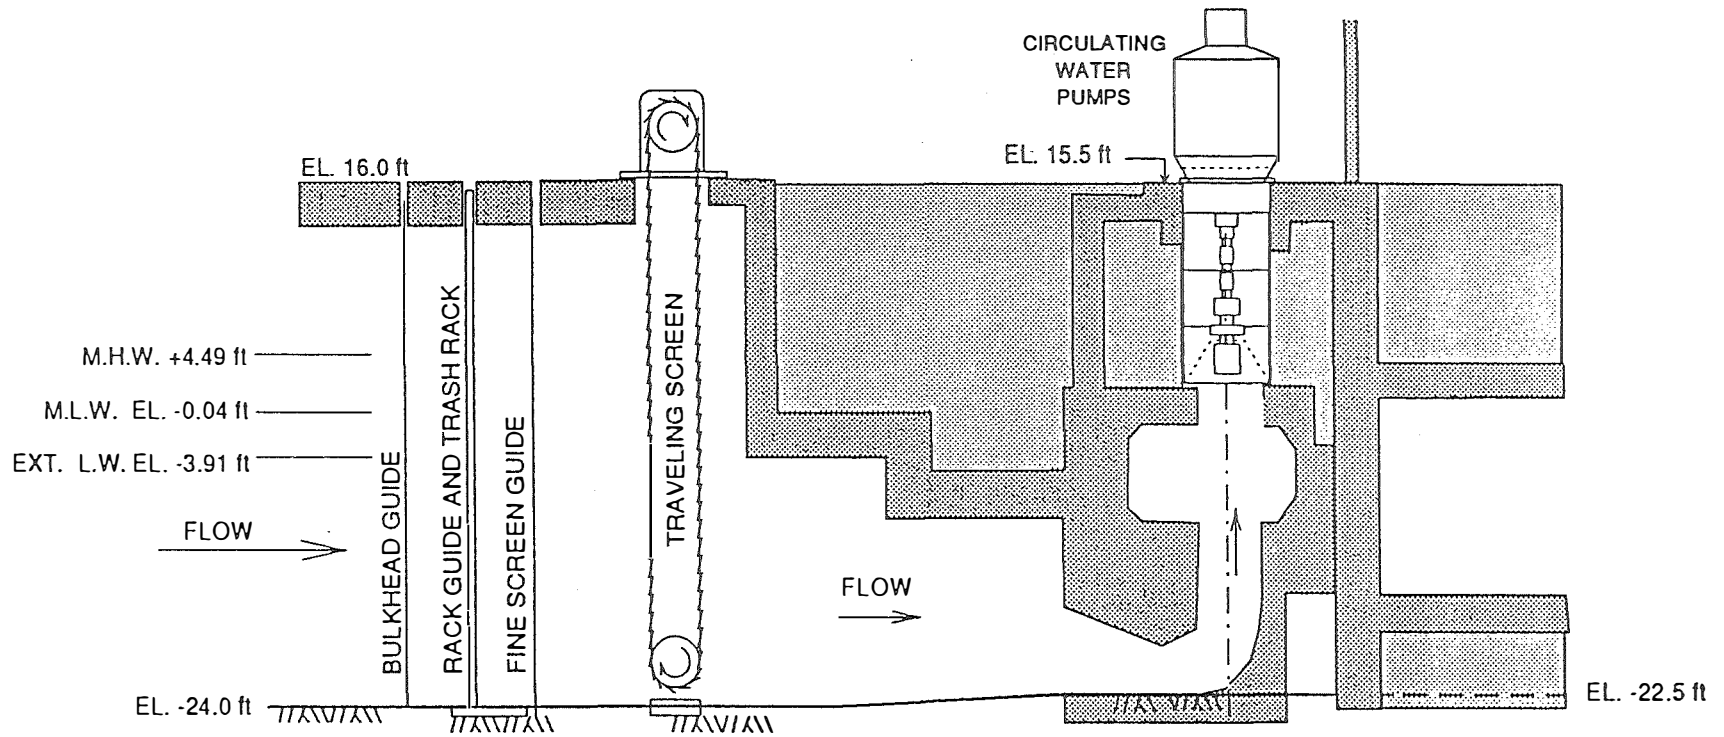 CIRCULATING
WATER
PUMPS
EL. 16.0 ft
EL. 15.5 ft
M.H.W. +4.49 ft
M.L.W. EL. -0.04 ft
EXT. L.W. EL. -3.91 ft
FLOW
BULKHEAD GUIDE
RACK GUIDE AND TRASH RACK
FINE SCREEN GUIDE
TRAVELING SCREEN
FLOW
EL. -24.0 ft
EL. -22.5 ft